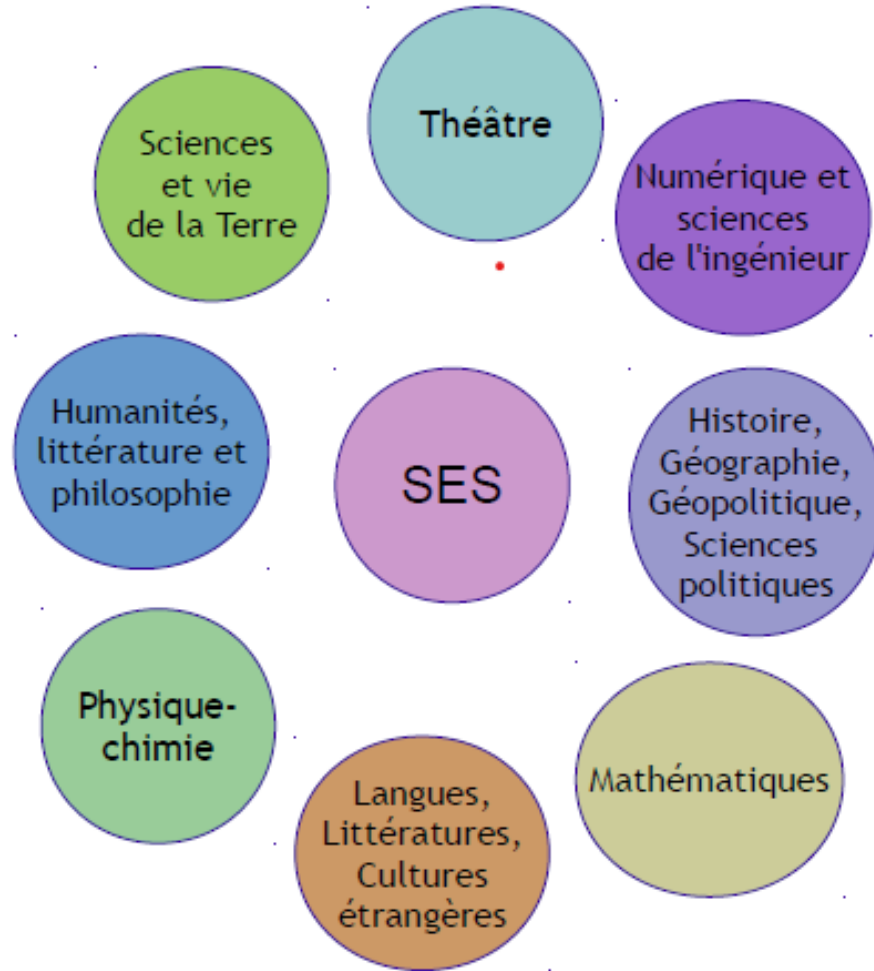 Théâtre
Sciences
et vie
de la Terre
Numérique et
sciences
de l'ingénieur
Humanités,
littérature et
philosophie
SES
Histoire,
Géographie,
Géopolitique,
Sciences
politiques
Physique-
chimie
Mathématiques
Langues,
Littératures,
Cultures
étrangères